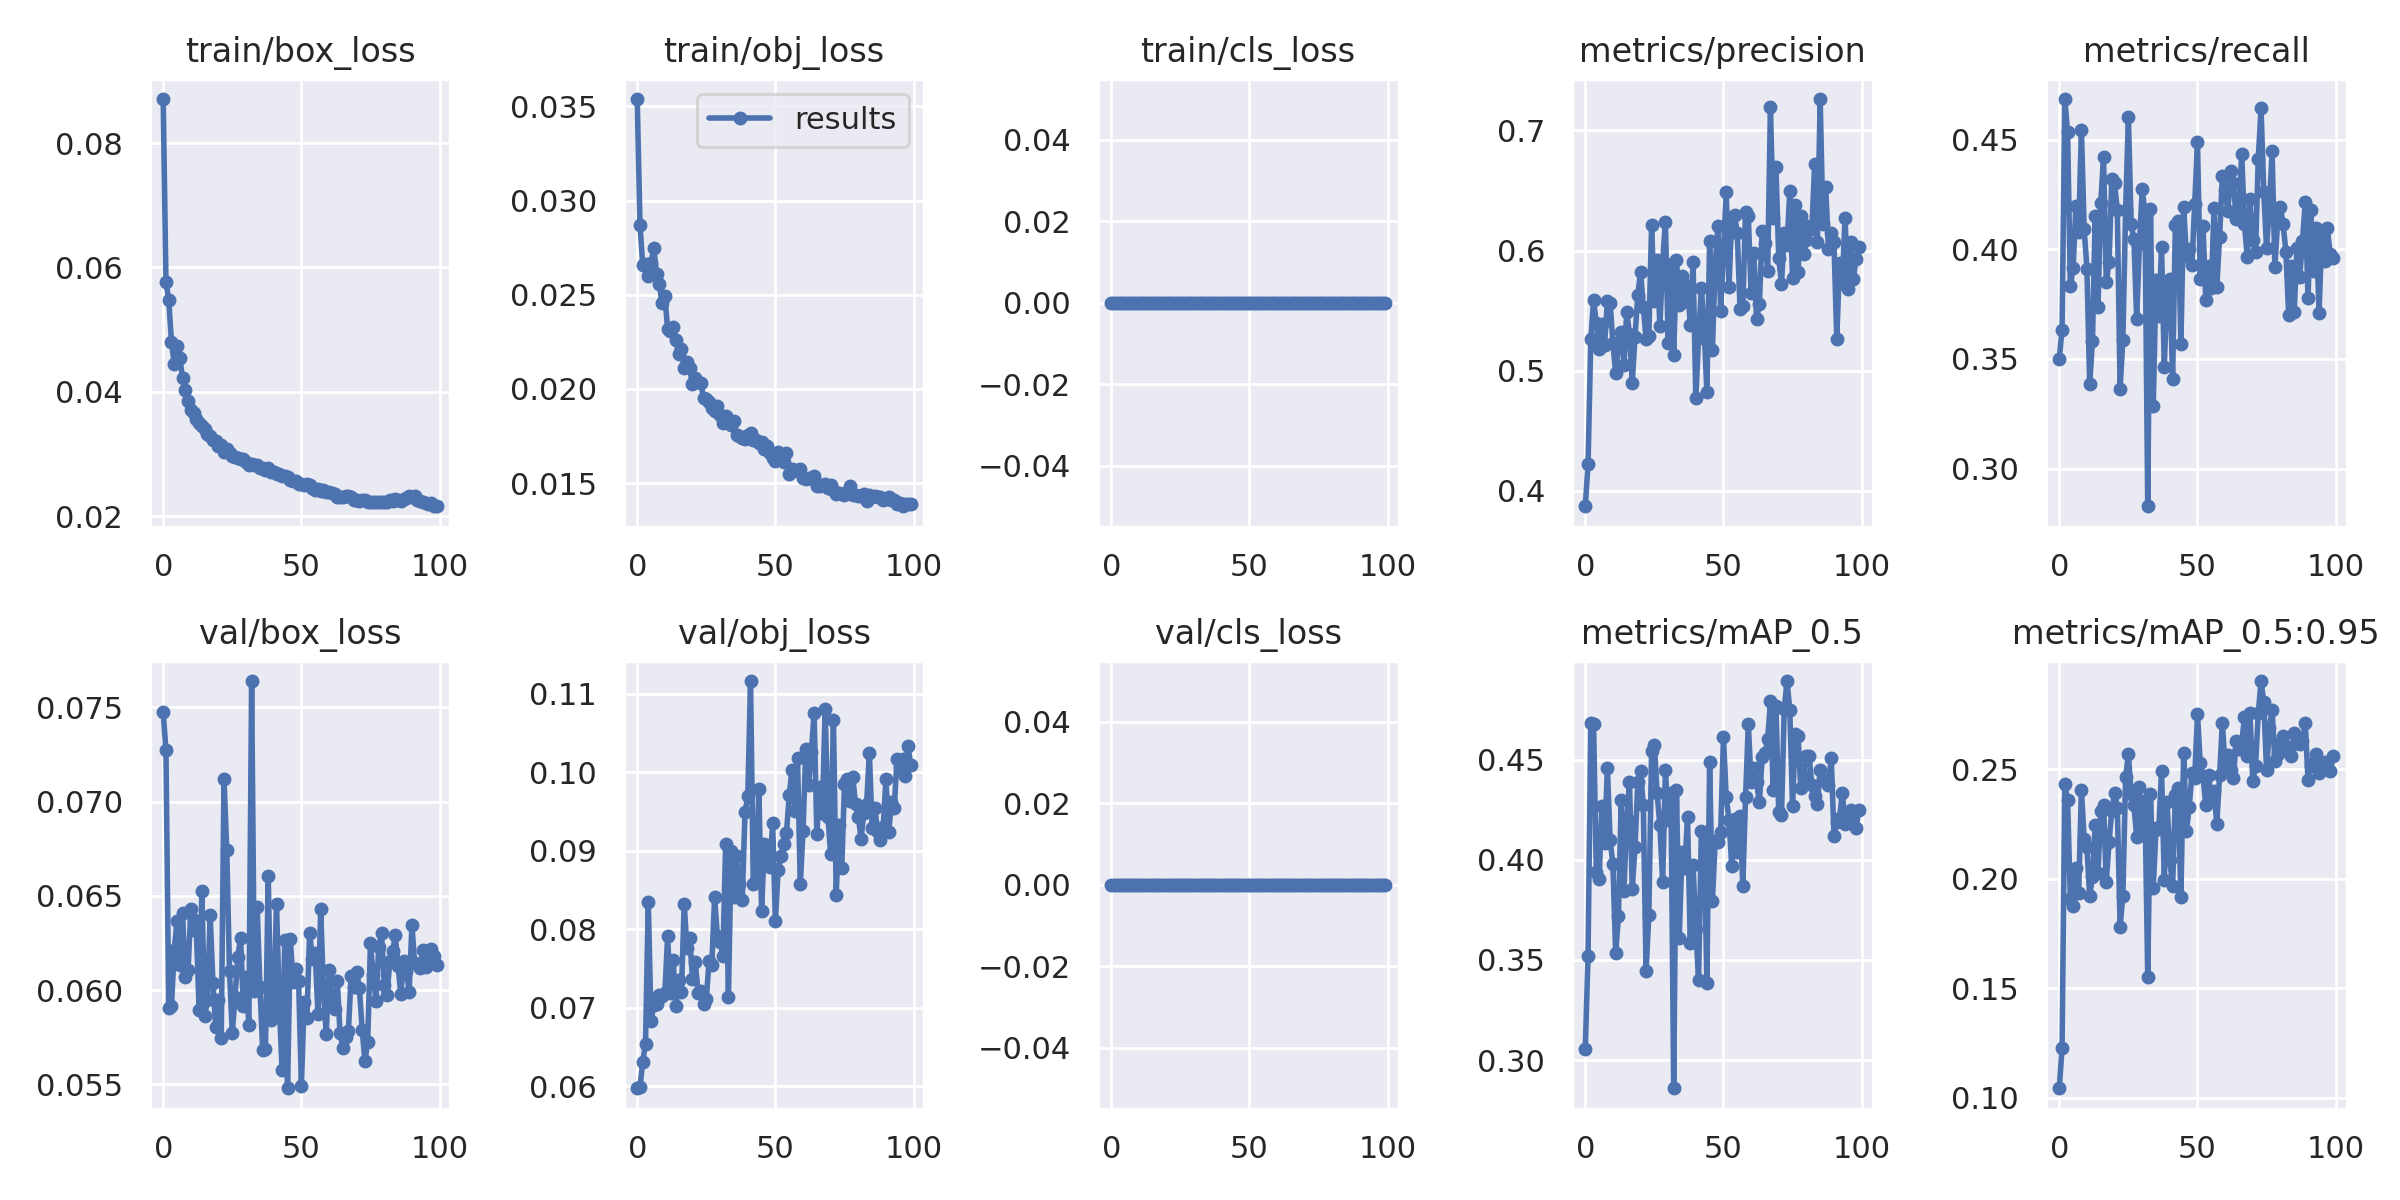 train/box_loss
train/obj_loss
train/cls_loss
metrics/precision
metrics/recall
0.08
0.06
0.04
0.02
0 50 100
0.035
0.030
0.025
0.020
0.015
results
0 50 100
0.04
0.02
0.00
−0.02
−0.04
0 50 100
0.7
0.6
0.5
0.4
0 50 100
0.45
0.40
0.35
0.30
0 50 100
val/box_loss
val/obj_loss
val/cls_loss
metrics/mAP_0.5
metrics/mAP_0.5:0.95
0.075
0.070
0.065
0.060
0.055
0 50 100
0.11
0.10
0.09
0.08
0.07
0.06
0 50 100
0.04
0.02
0.00
−0.02
−0.04
0 50 100
0.45
0.40
0.35
0.30
0 50 100
0.25
0.20
0.15
0.10
0 50 100